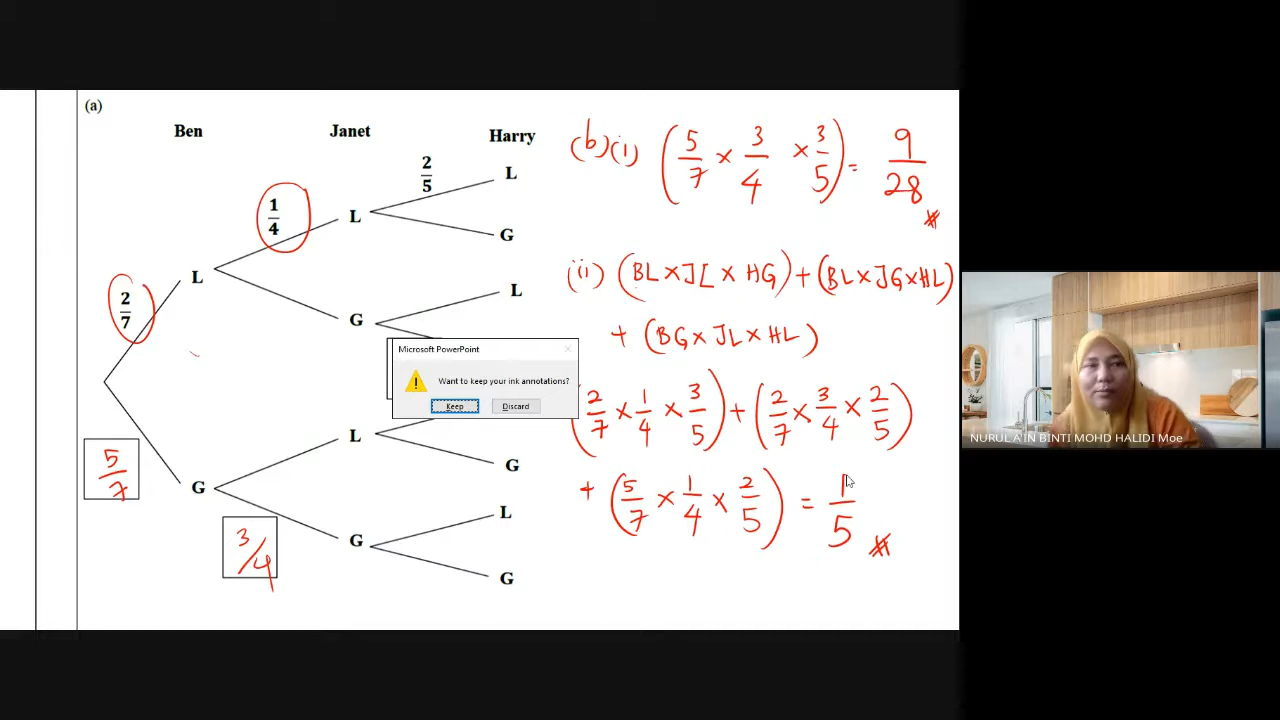 (a)
Ben Janet Harry
2/5
L
1/4
L
G
L
2/7
L
G
5/7
L
G
G
L
3/4
G
G
Microsoft PowerPoint
Want to keep your ink annotations?
Keep Discard
(b)(i) (5/7 × 3/4 × 3/5) = 9/28
(ii) (BL × JL × HG) + (BL × JG × HL)
+ (BG × JL × HL)
(2/7 × 1/4 × 3/5) + (2/7 × 3/4 × 2/5)
+ (5/7 × 1/4 × 2/5) = 1/5
NURUL A'IN BINTI MOHD HALIDI Moe